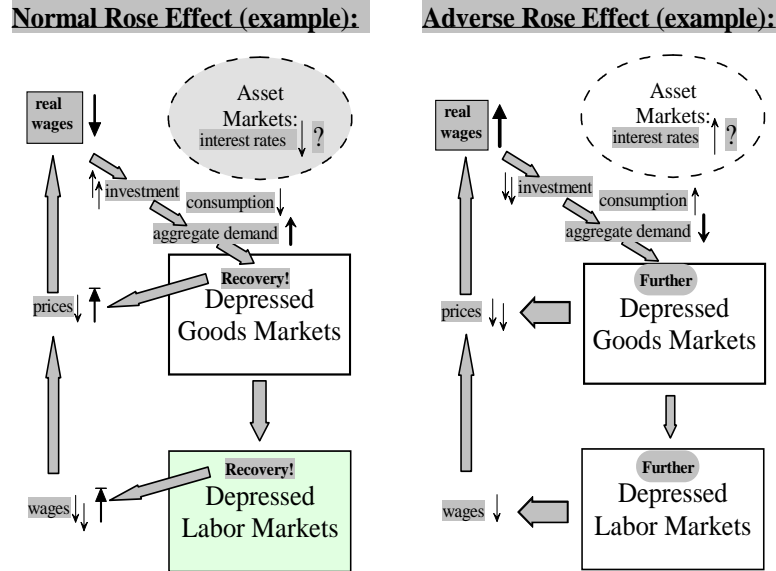 Normal Rose Effect (example):
real
wages
Asset
Markets:
interest rates ?
investment
consumption
aggregate demand
Recovery!
Depressed
Goods Markets
prices
Recovery!
Depressed
Labor Markets
wages
Adverse Rose Effect (example):
real
wages
Asset
Markets:
interest rates ?
investment
consumption
aggregate demand
Further
Depressed
Goods Markets
prices
Further
Depressed
Labor Markets
wages